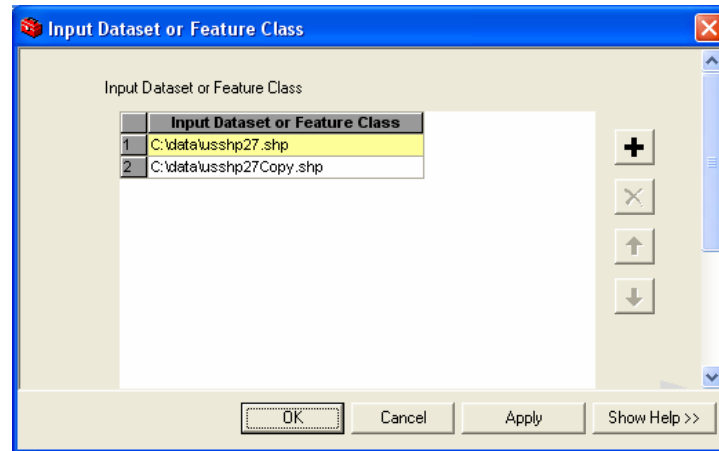 Input Dataset or Feature Class
Input Dataset or Feature Class
Input Dataset or Feature Class
1 C:\data\usshp27.shp
2 C:\data\usshp27Copy.shp
OK Cancel Apply Show Help >>